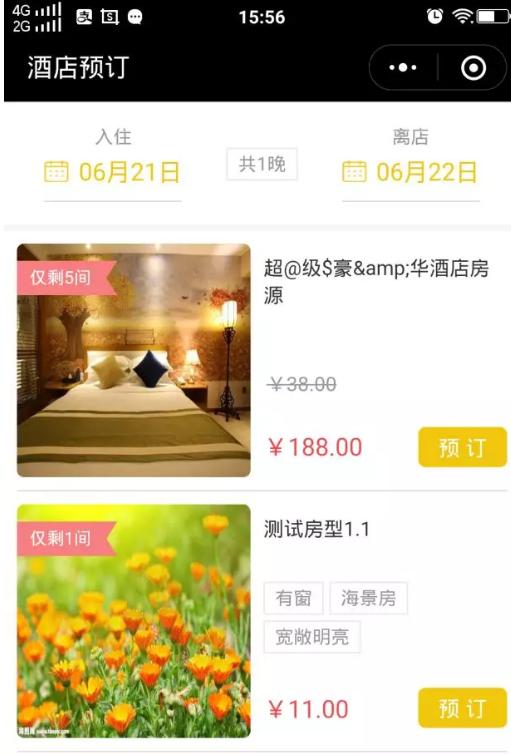 4G
2G
15:56
酒店预订
入住
06月21日
共1晚
离店
06月22日
仅剩5间
超@级$豪&amp;华酒店房
源
￥38.00
￥188.00
预 订
仅剩1间
测试房型1.1
有窗
海景房
宽敞明亮
￥11.00
预 订